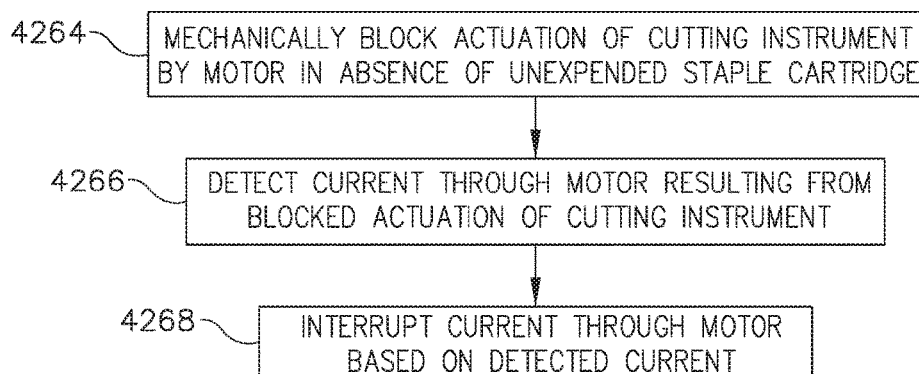 4264
MECHANICALLY BLOCK ACTUATION OF CUTTING INSTRUMENT
BY MOTOR IN ABSENCE OF UNEXPENDED STAPLE CARTRIDGE
4266
DETECT CURRENT THROUGH MOTOR RESULTING FROM
BLOCKED ACTUATION OF CUTTING INSTRUMENT
4268
INTERRUPT CURRENT THROUGH MOTOR
BASED ON DETECTED CURRENT